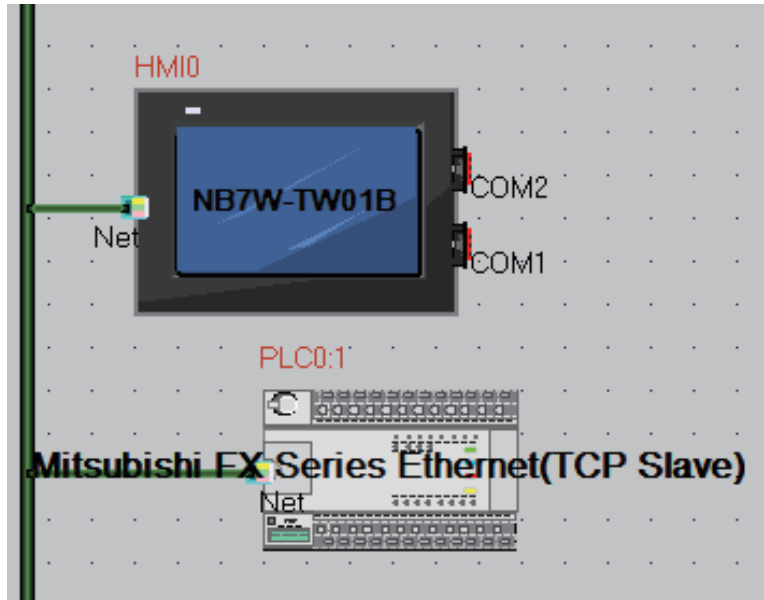 HMI0
NB7W-TW01B
COM2
Net
COM1
PLC0:1
Mitsubishi FX Series Ethernet(TCP Slave)
Net